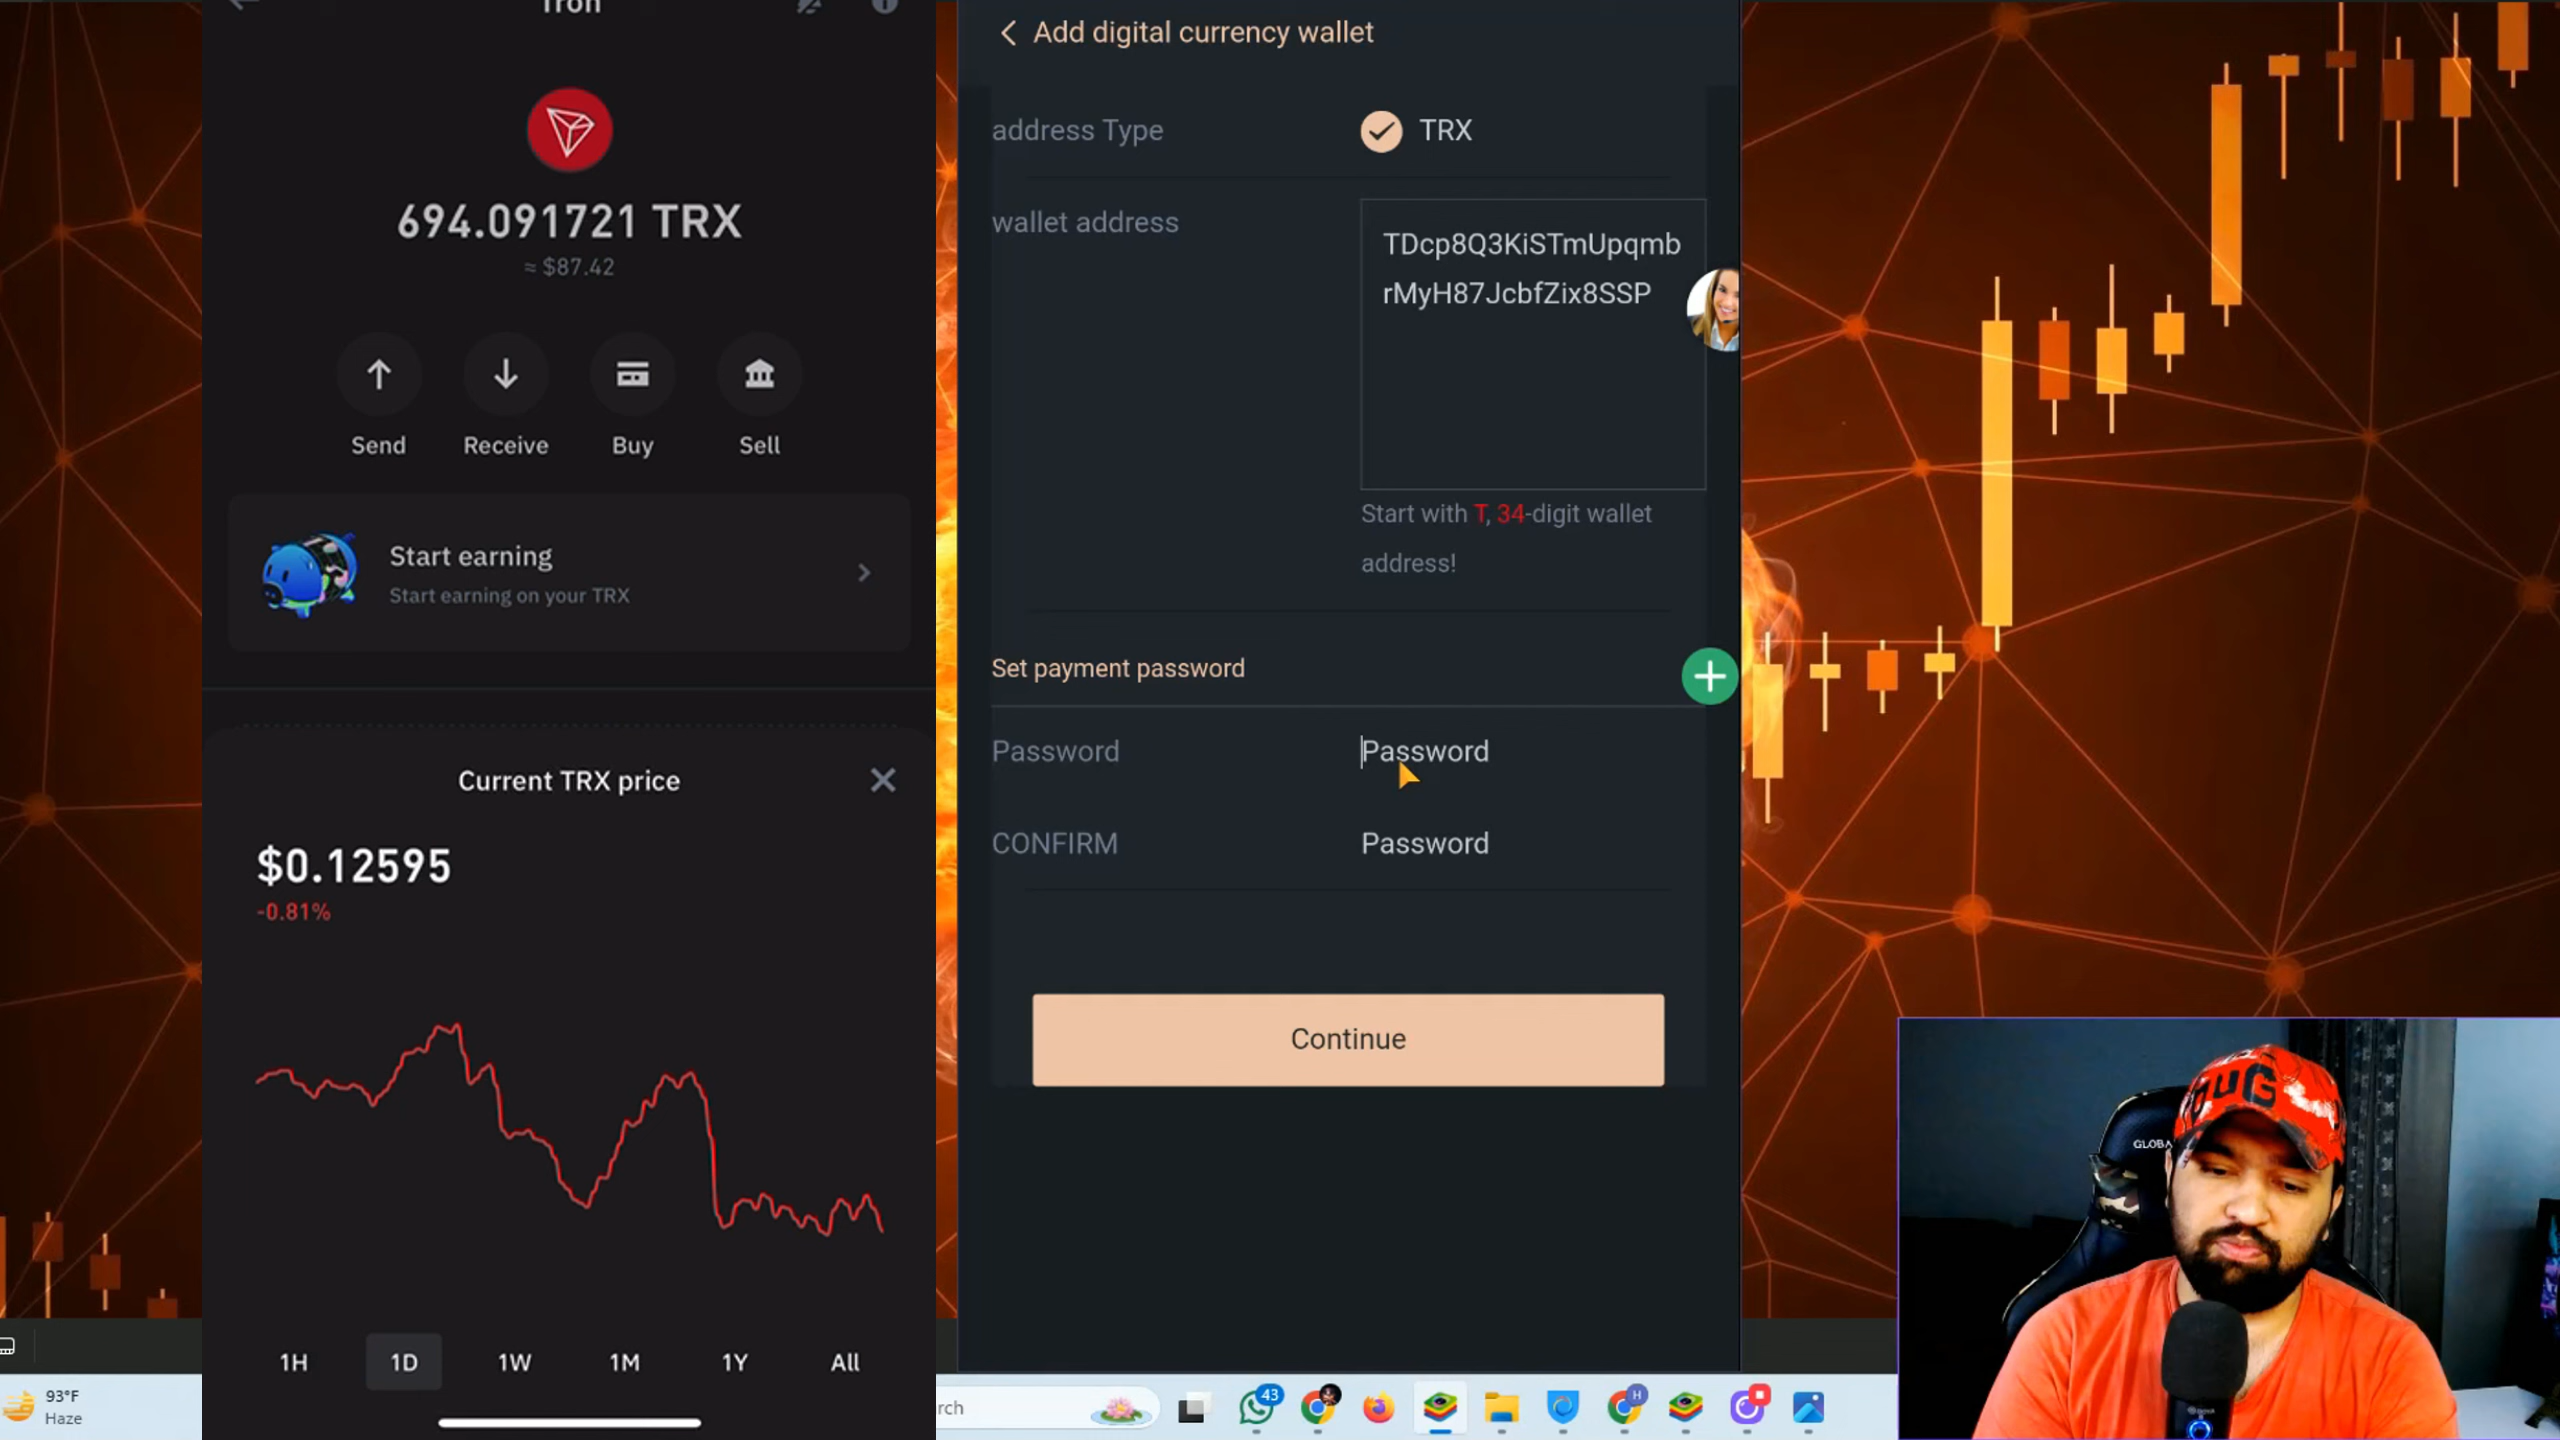 Tron
694.091721 TRX
≈ $87.42
Send
Receive
Buy
Sell
Start earning
Start earning on your TRX
Current TRX price
$0.12595
-0.81%
1H
1D
1W
1M
1Y
All
Add digital currency wallet
address Type
TRX
wallet address
TDcp8Q3KiSTmUpqmb
rMyH87JcbfZix8SSP
Start with T, 34-digit wallet
address!
Set payment password
Password
Password
CONFIRM
Password
Continue
93°F
Haze
rch
43
H
GLOBA